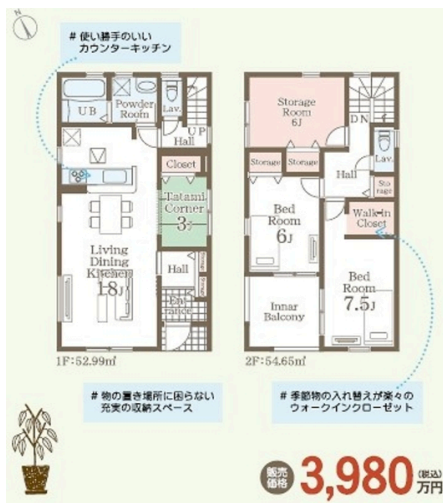 N
# 使い勝手のいい
カウンターキッチン
UB
Powder
Room
Lav.
UP
Hall
Closet
Tatami
Corner
3J
Living
Dining
Kitchen
18J
Hall
Storage
Storage
Ent
rance
1F:52.99㎡
Storage Room
6J
DN
Storage
Storage
Hall
Lav.
Sto
rage
Bed
Room
6J
Walk-in
Closet
Bed
Room
7.5J
Innar
Balcony
2F:54.65㎡
# 物の置き場所に困らない
充実の収納スペース
# 季節物の入れ替えが楽々の
ウォークインクローゼット
販売
価格
3,980
(税込)
万円